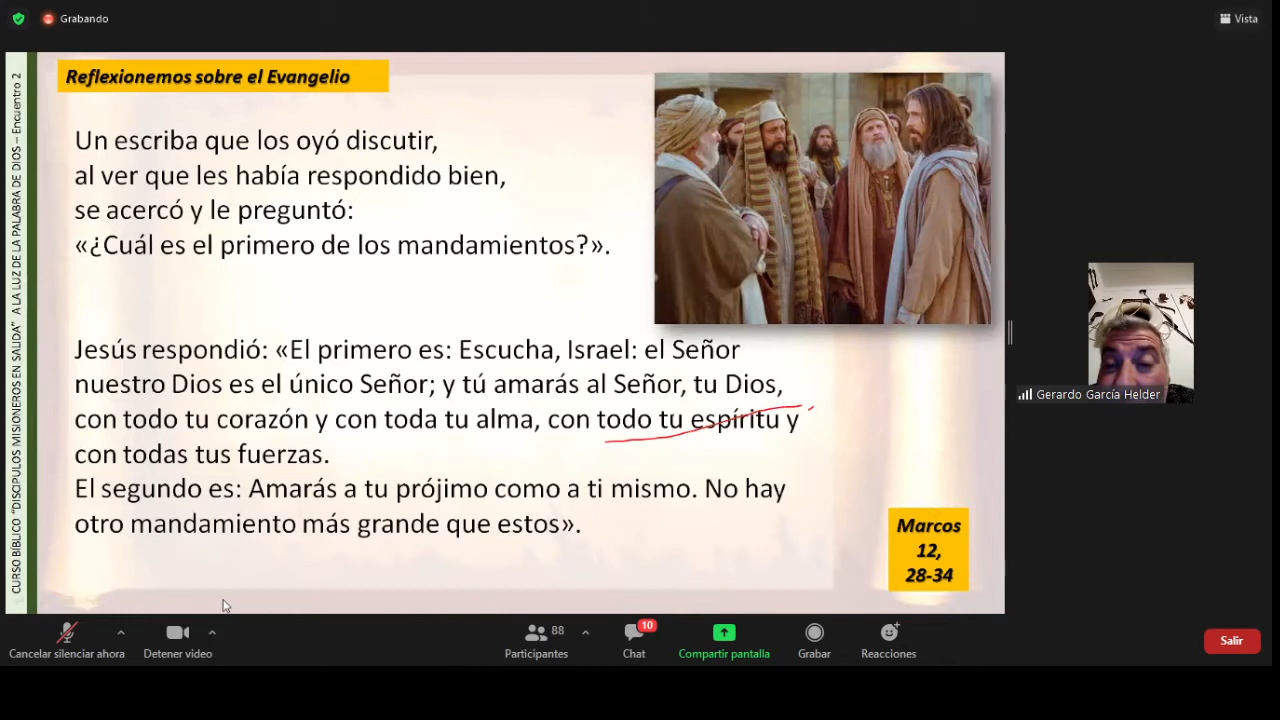 Grabando
Vista
CURSO BÍBLICO "DISCIPULOS MISIONEROS EN SALIDA" A LA LUZ DE LA PALABRA DE DIOS – Encuentro 2
Reflexionemos sobre el Evangelio
Un escriba que los oyó discutir,
al ver que les había respondido bien,
se acercó y le preguntó:
«¿Cuál es el primero de los mandamientos?».
Jesús respondió: «El primero es: Escucha, Israel: el Señor
nuestro Dios es el único Señor; y tú amarás al Señor, tu Dios,
con todo tu corazón y con toda tu alma, con todo tu espíritu y
con todas tus fuerzas.
El segundo es: Amarás a tu prójimo como a ti mismo. No hay
otro mandamiento más grande que estos».
Marcos
12,
28-34
Gerardo García Helder
Cancelar silenciar ahora
Detener video
88
Participantes
10
Chat
Compartir pantalla
Grabar
Reacciones
Salir